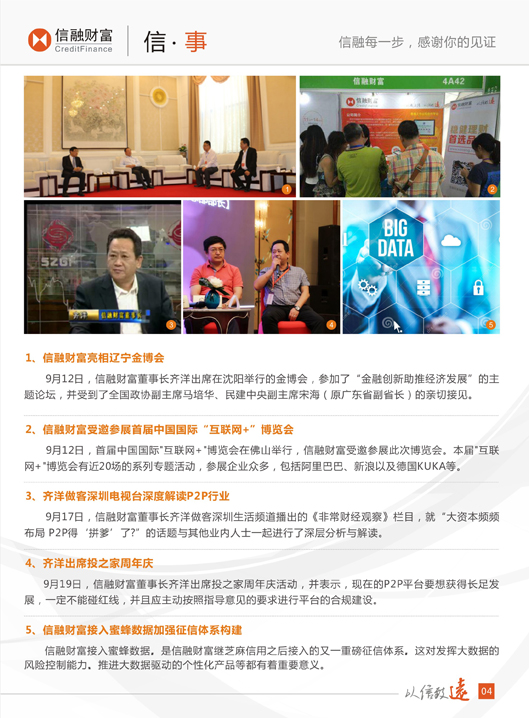 信融财富
CreditFinance
信·事
信融每一步，感谢你的见证
1
信融财富
4A42
信融理财
首选品
2
SZGI
3
4
BIG
DATA
5
1、信融财富亮相辽宁金博会
9月12日，信融财富董事长齐洋出席在沈阳举行的金博会，参加了“金融创新助推经济发展”的主
题论坛，并受到了全国政协副主席马培华、民建中央副主席宋海（原广东省副省长）的亲切接见。
2、信融财富受邀参展首届中国国际“互联网+”博览会
9月12日，首届中国国际"互联网+"博览会在佛山举行，信融财富受邀参展此次博览会。本届"互联
网+"博览会有近20场的系列专题活动，参展企业众多，包括阿里巴巴、新浪以及德国KUKA等。
3、齐洋做客深圳电视台深度解读P2P行业
9月17日，信融财富董事长齐洋做客深圳生活频道播出的《非常财经观察》栏目，就“大资本频频
布局 P2P得‘拼爹’了?”的话题与其他业内人士一起进行了深层分析与解读。
4、齐洋出席投之家周年庆
9月19日，信融财富董事长齐洋出席投之家周年庆活动，并表示，现在的P2P平台要想获得长足发
展，一定不能碰红线，并且应主动按照指导意见的要求进行平台的合规建设。
5、信融财富接入蜜蜂数据加强征信体系构建
信融财富接入蜜蜂数据。是信融财富继芝麻信用之后接入的又一重磅征信体系。这对发挥大数据的
风险控制能力。推进大数据驱动的个性化产品等都有着重要意义。
以信致远
04